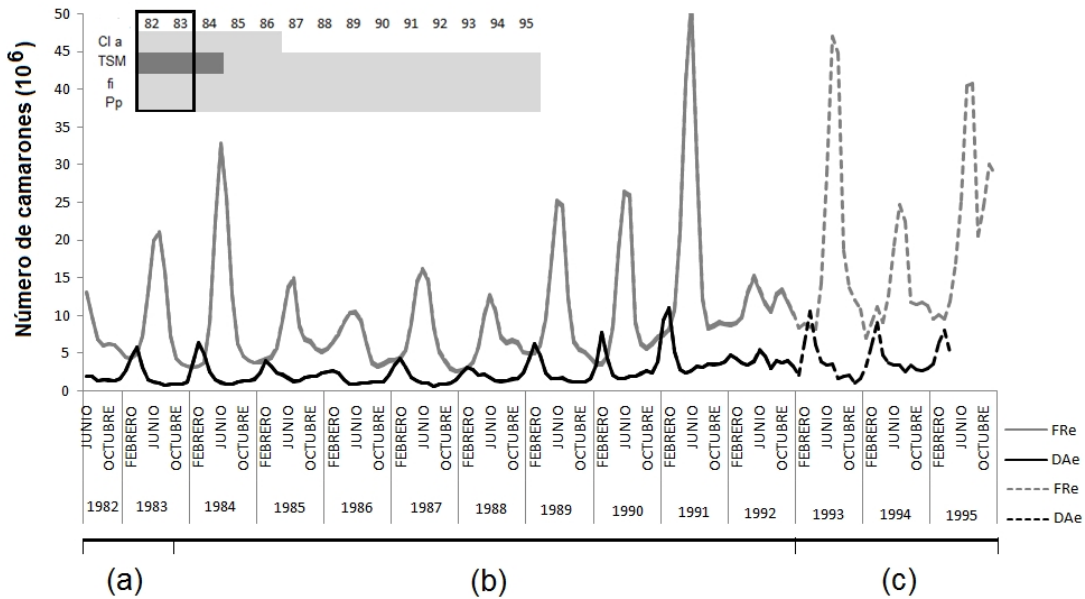 Número de camarones (10⁶)
50
45
40
35
30
25
20
15
10
5
0
82 83 84 85 86 87 88 89 90 91 92 93 94 95
Cl a
TSM
fi
Pp
JUNIO OCTUBRE FEBRERO JUNIO OCTUBRE FEBRERO JUNIO OCTUBRE FEBRERO JUNIO OCTUBRE FEBRERO JUNIO OCTUBRE FEBRERO JUNIO OCTUBRE FEBRERO JUNIO OCTUBRE FEBRERO JUNIO OCTUBRE FEBRERO JUNIO OCTUBRE FEBRERO JUNIO OCTUBRE FEBRERO JUNIO OCTUBRE FEBRERO JUNIO OCTUBRE FEBRERO JUNIO OCTUBRE FEBRERO JUNIO OCTUBRE
1982 1983 1984 1985 1986 1987 1988 1989 1990 1991 1992 1993 1994 1995
FRe
DAe
FRe
DAe
(a) (b) (c)